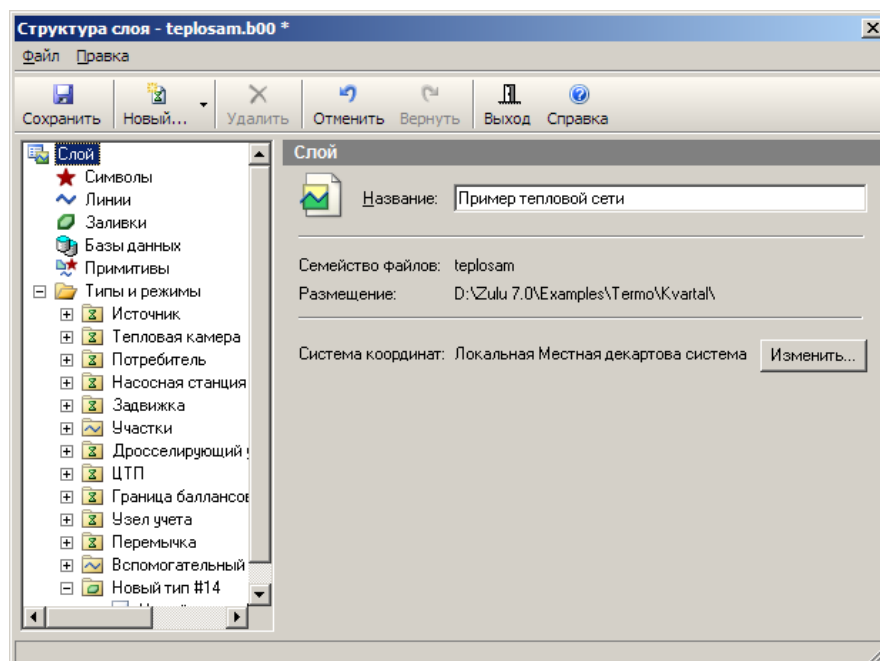 Структура слоя - teplosam.b00 *
Файл Правка
Сохранить Новый... Удалить Отменить Вернуть Выход Справка
Слой
Символы
Линии
Заливки
Базы данных
Примитивы
Типы и режимы
Источник
Тепловая камера
Потребитель
Насосная станция
Задвижка
Участки
Дросселирующий
ЦТП
Граница баллансов
Узел учета
Перемычка
Вспомогательный
Новый тип #14
Слой
Название: Пример тепловой сети
Семейство файлов: teplosam
Размещение: D:\Zulu 7.0\Examples\Termo\Kvartal\
Система координат: Локальная Местная декартова система Изменить...